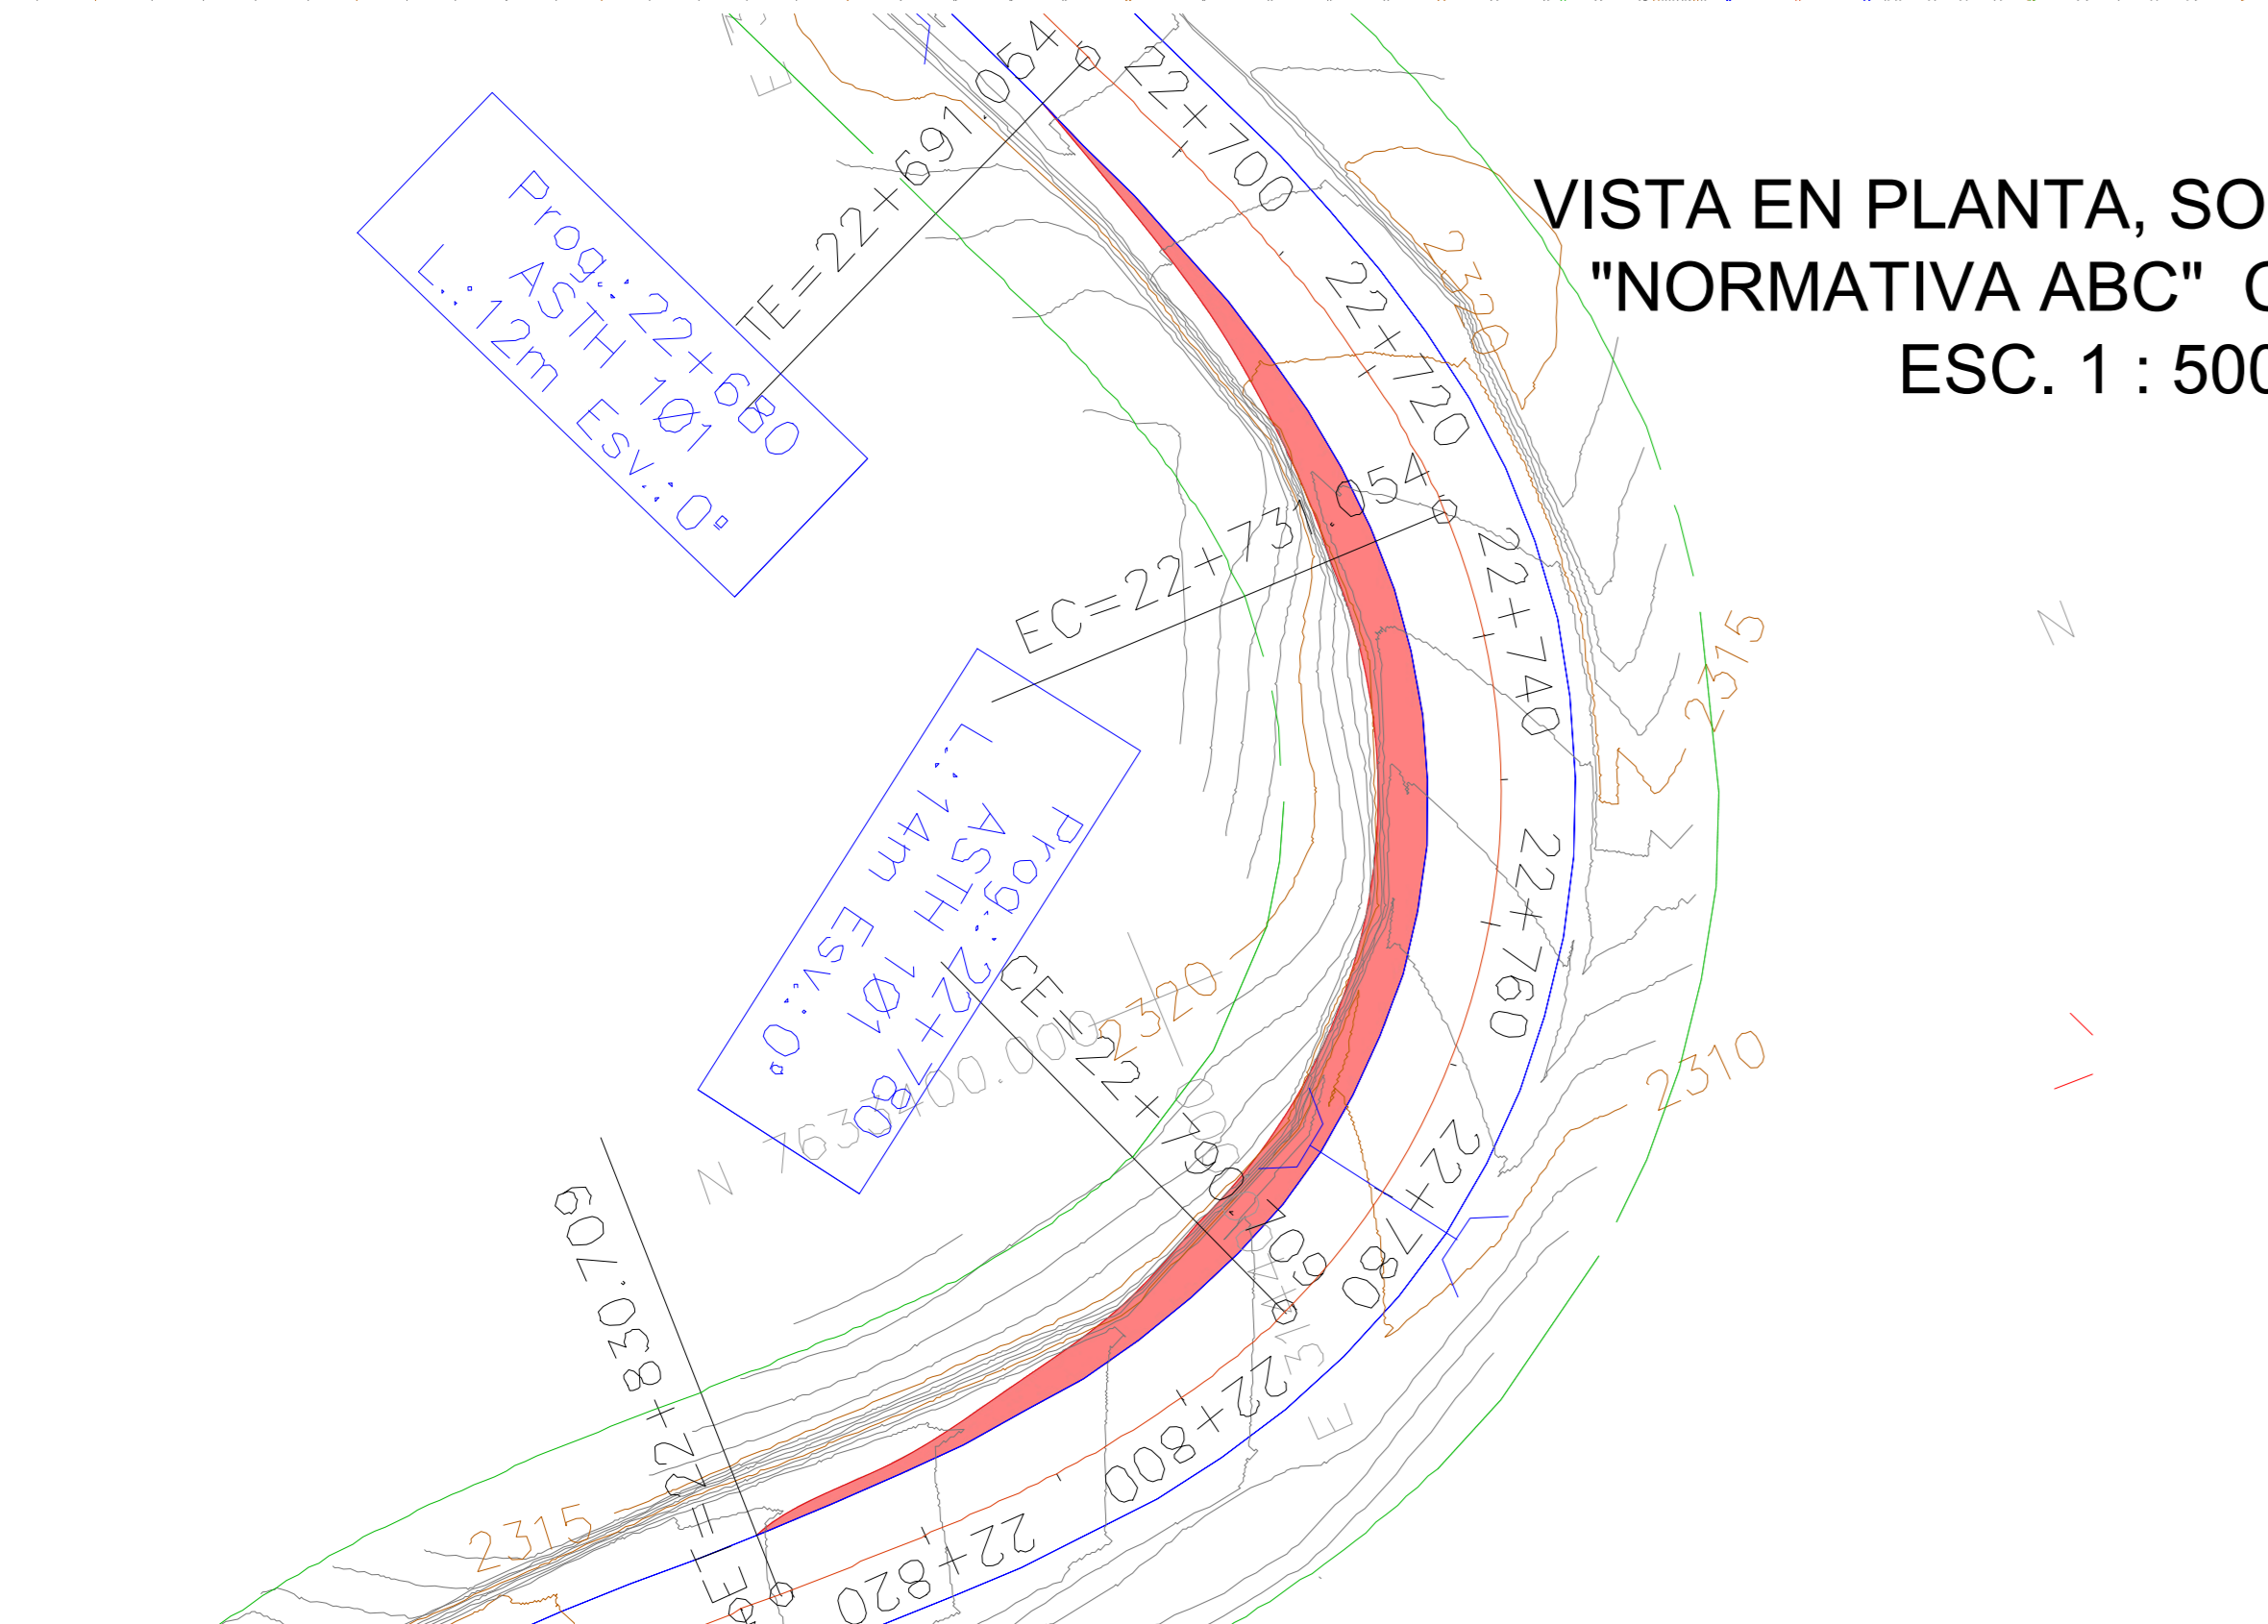 VISTA EN PLANTA, SO
"NORMATIVA ABC"
ESC. 1 : 500
TE=22+691.054
22+700
Prog.:22+680
ASTH 1Ø1
L.:12m Esv.:0°
2310
22+720
EC=22+731.054
22+740
2315
N
Prog.:22+780
ASTH 1Ø1
L.:14m Esv.:0°
22+760
CE=22+790.709
2320
2310
22+780
E
22+800
ET=22+830.709
2315
22+820